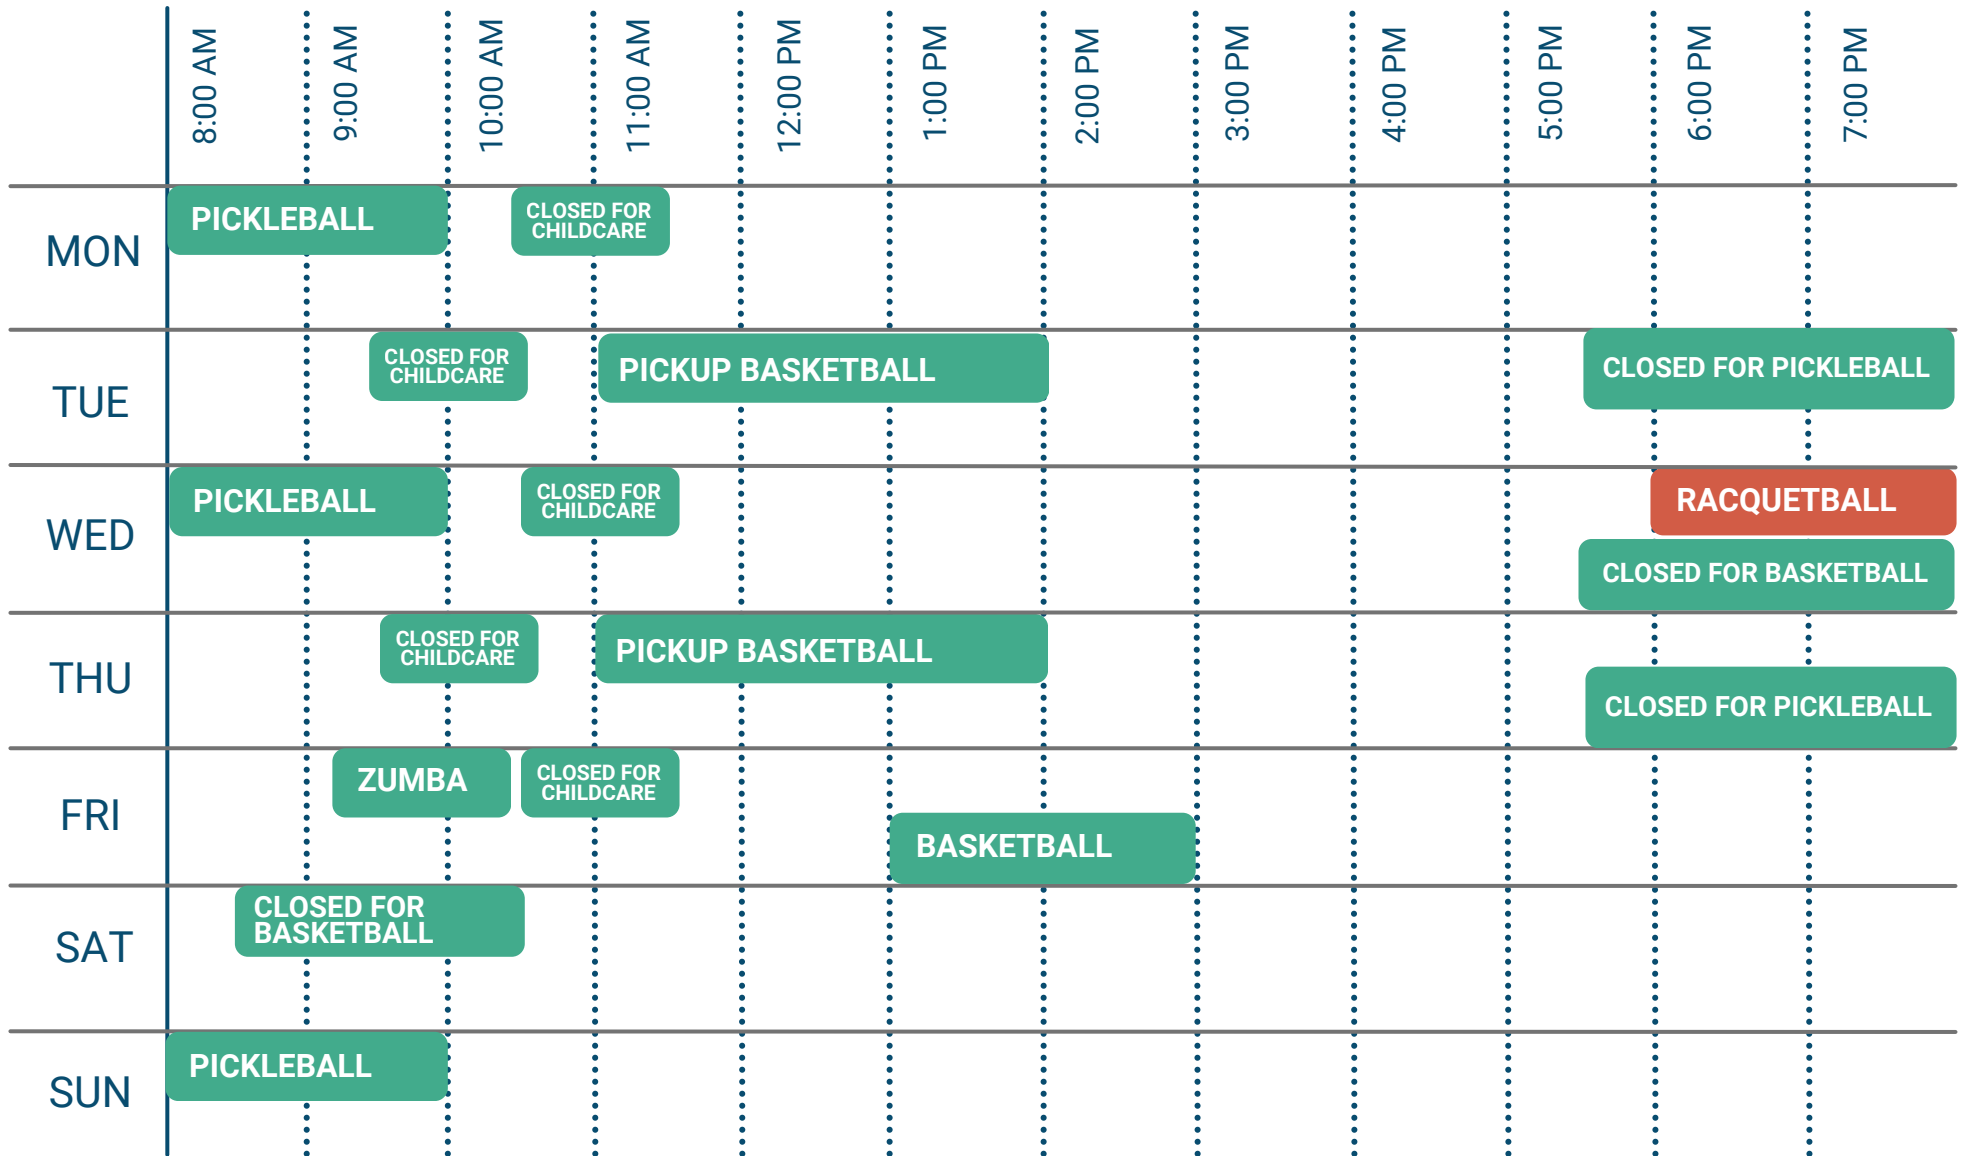 8:00 AM
9:00 AM
10:00 AM
11:00 AM
12:00 PM
1:00 PM
2:00 PM
3:00 PM
4:00 PM
5:00 PM
6:00 PM
7:00 PM
MON
PICKLEBALL
CLOSED FOR
CHILDCARE
TUE
CLOSED FOR
CHILDCARE
PICKUP BASKETBALL
CLOSED FOR PICKLEBALL
WED
PICKLEBALL
CLOSED FOR
CHILDCARE
RACQUETBALL
CLOSED FOR BASKETBALL
THU
CLOSED FOR
CHILDCARE
PICKUP BASKETBALL
CLOSED FOR PICKLEBALL
FRI
ZUMBA
CLOSED FOR
CHILDCARE
BASKETBALL
SAT
CLOSED FOR
BASKETBALL
SUN
PICKLEBALL